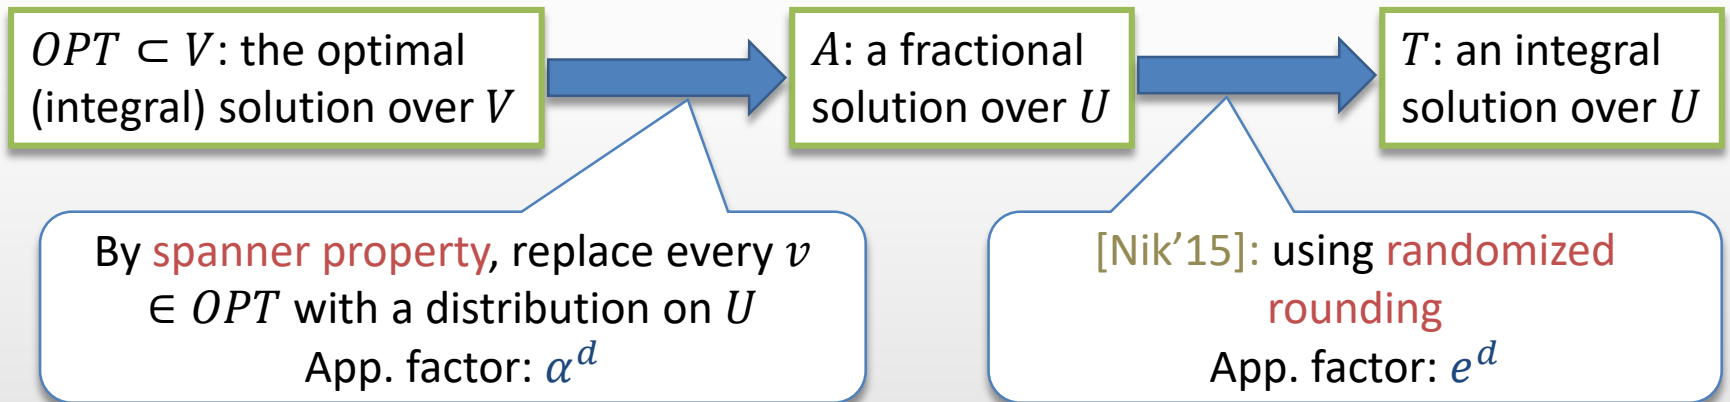 OPT ⊂ V: the optimal
(integral) solution over V
A: a fractional
solution over U
T: an integral
solution over U
By spanner property, replace every v
∈ OPT with a distribution on U
App. factor: α^d
[Nik'15]: using randomized
rounding
App. factor: e^d